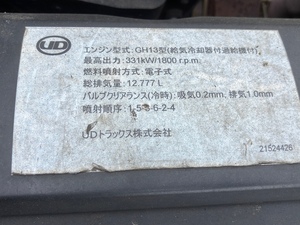 UD
エンジン型式:GH13型(給気冷却器付過給機付)
最高出力:331kW/1800r.p.m.
燃料噴射方式:電子式
総排気量:12.777L
バルブクリアランス(冷時):吸気0.2mm、排気1.0mm
噴射順序:1-5-3-6-2-4
UDトラックス株式会社
21524426